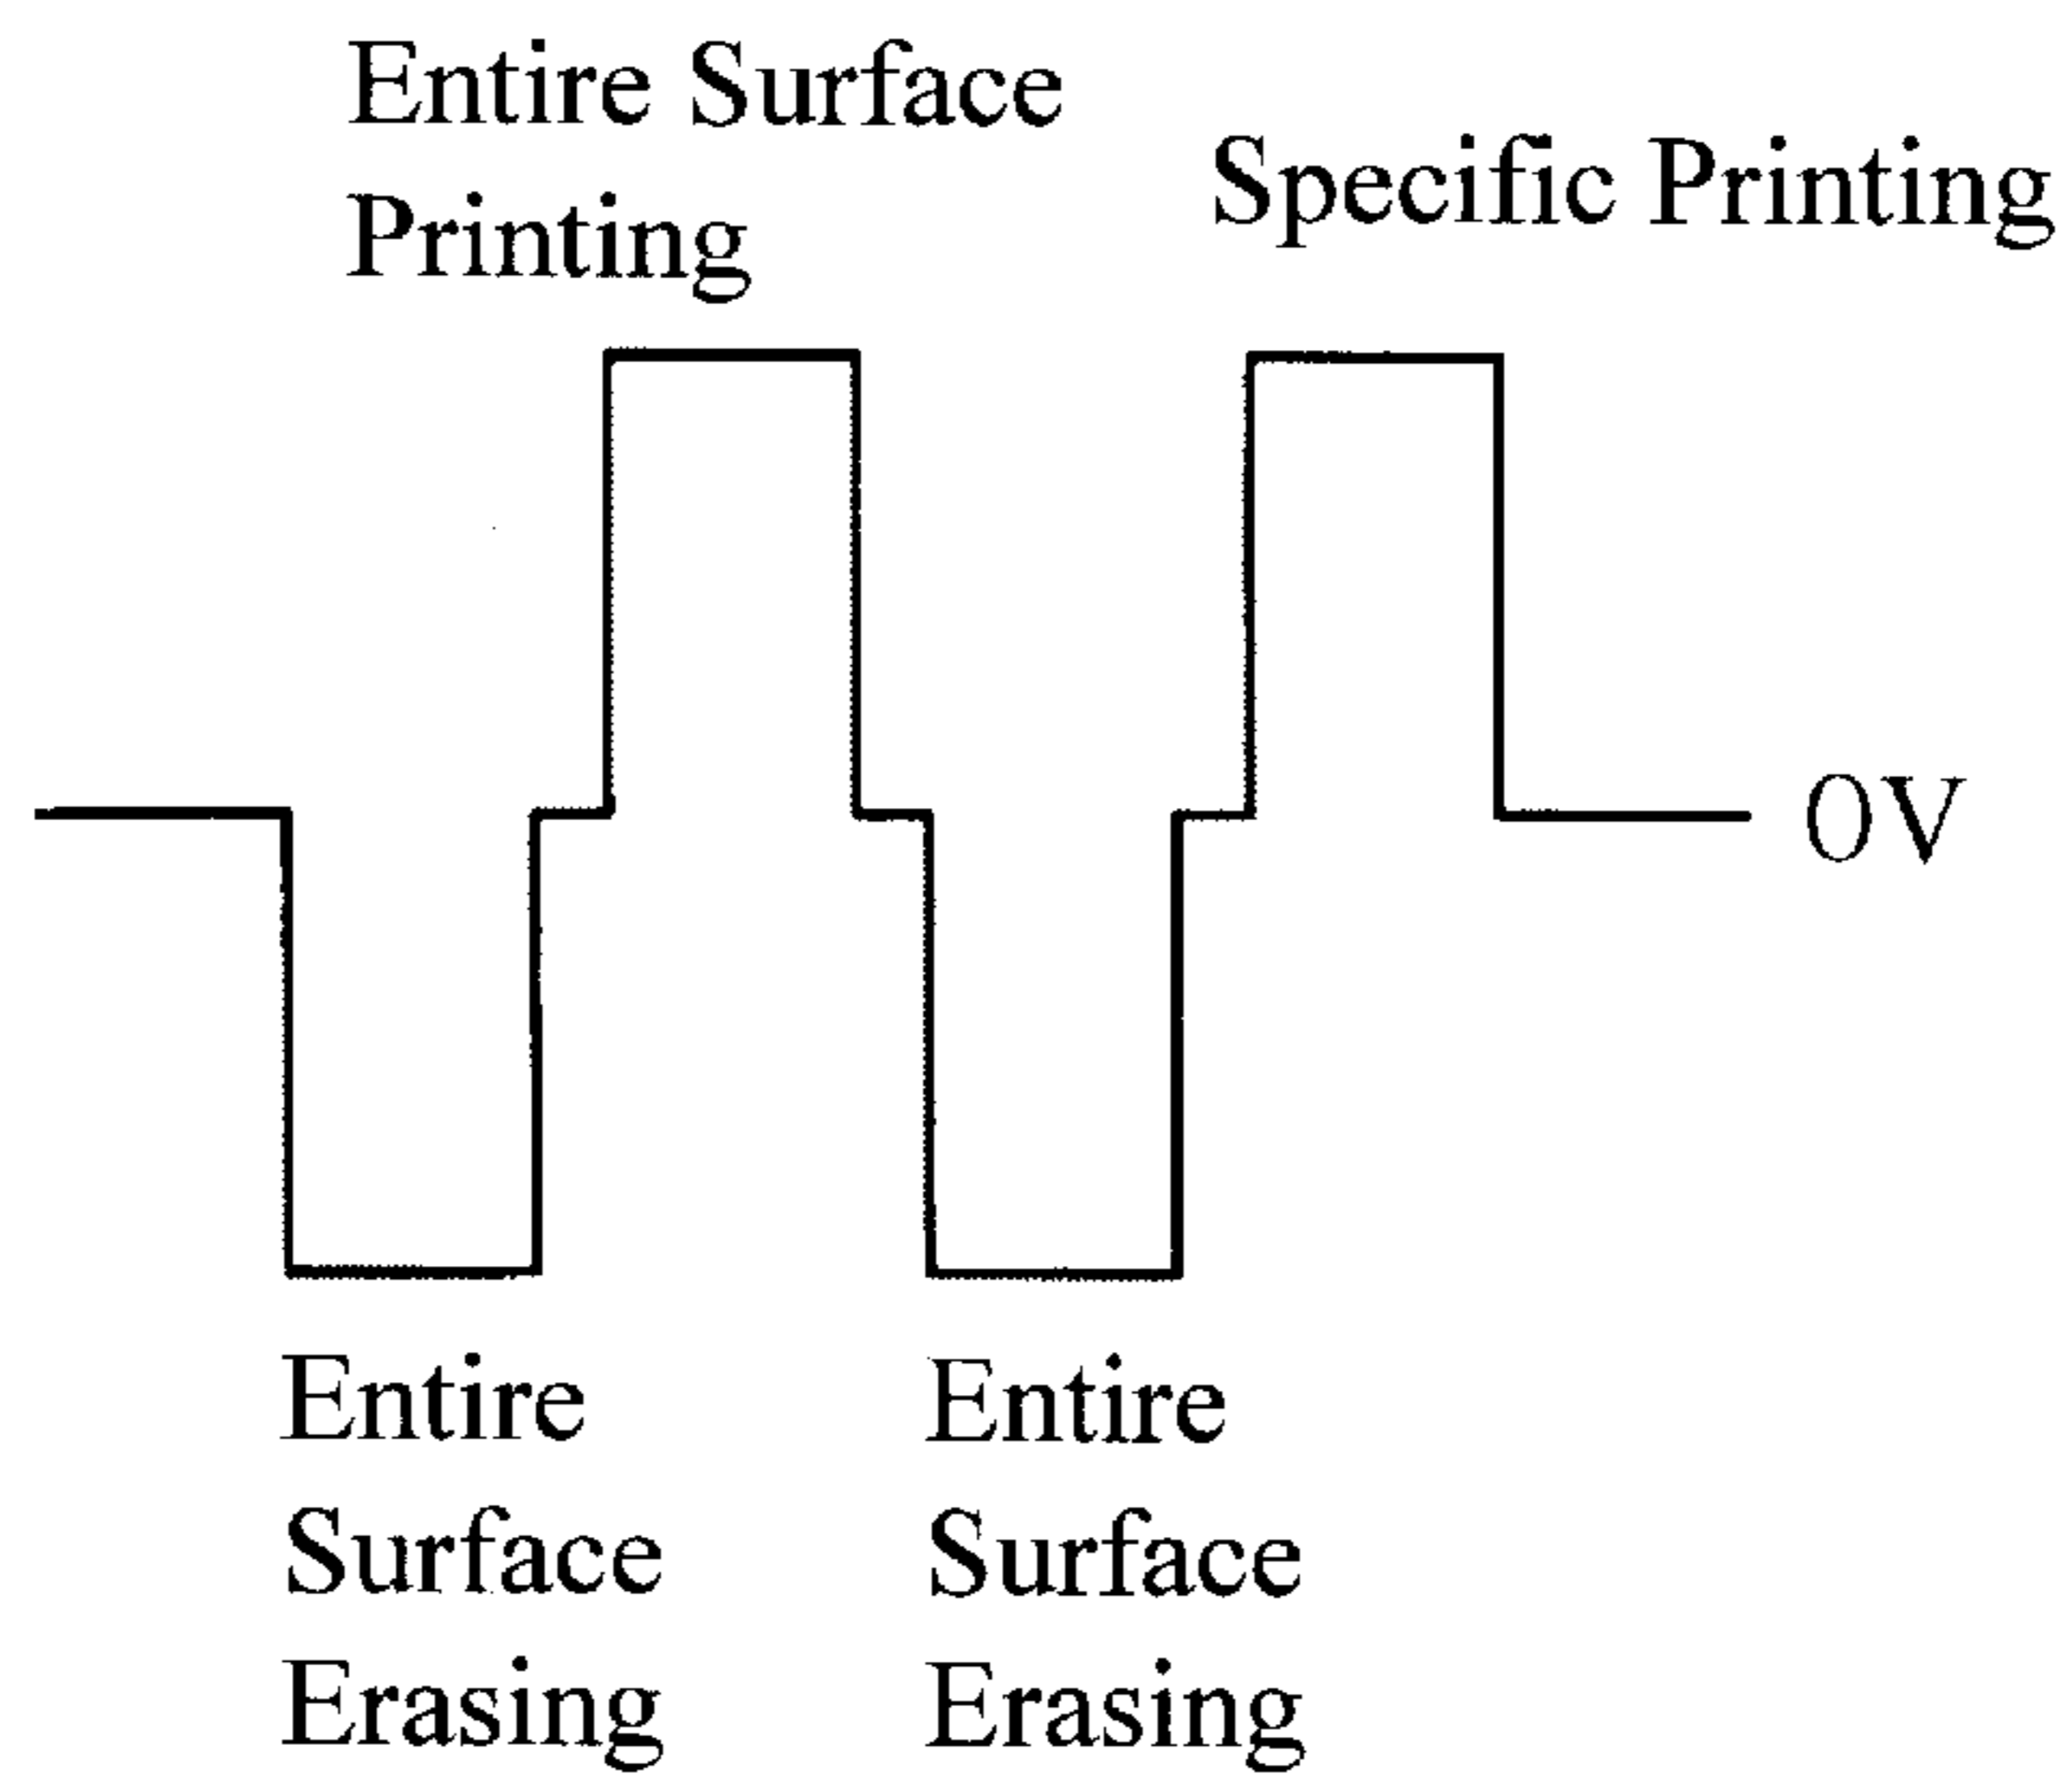 Entire Surface
Printing
Specific Printing
0V
Entire
Surface
Erasing
Entire
Surface
Erasing